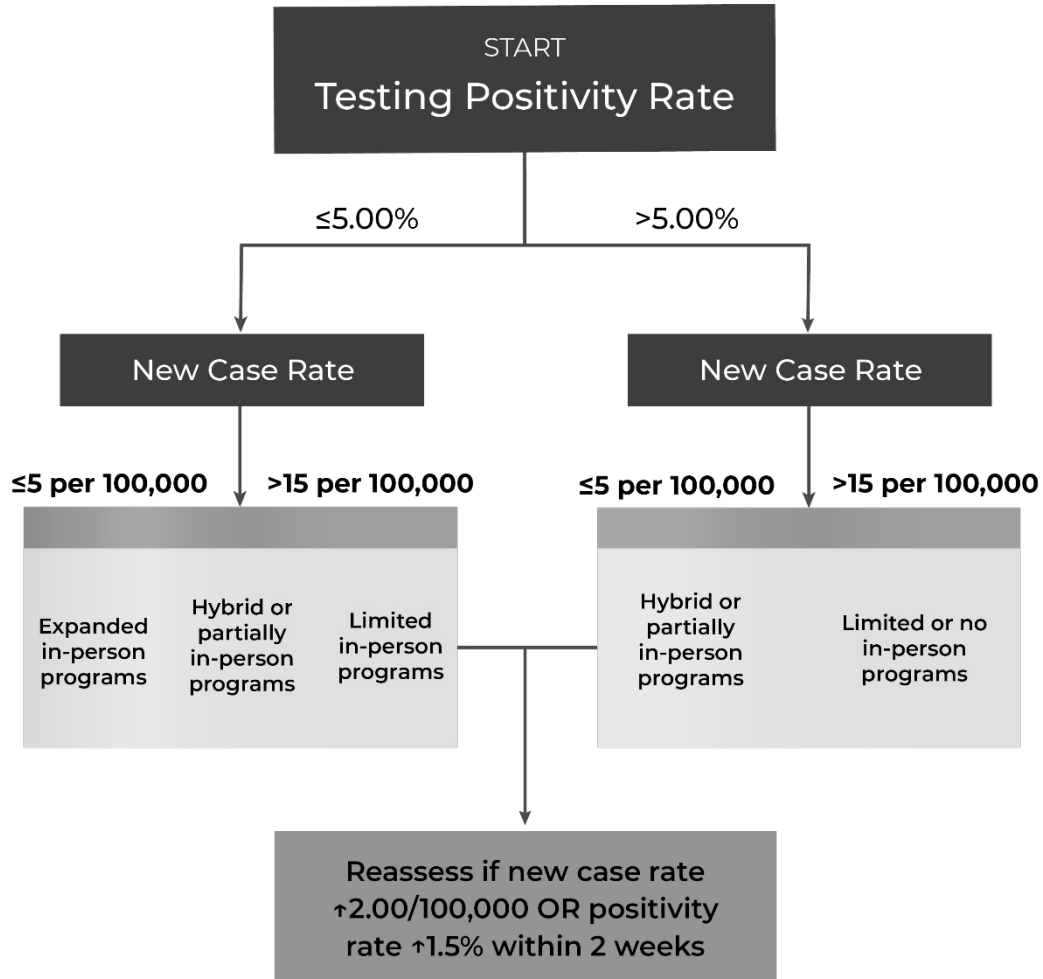 START
Testing Positivity Rate
≤5.00%
>5.00%
New Case Rate
New Case Rate
≤5 per 100,000
>15 per 100,000
≤5 per 100,000
>15 per 100,000
Expanded
in-person
programs
Hybrid or
partially
in-person
programs
Limited
in-person
programs
Hybrid or
partially
in-person
programs
Limited or no
in-person
programs
Reassess if new case rate
↑2.00/100,000 OR positivity
rate ↑1.5% within 2 weeks